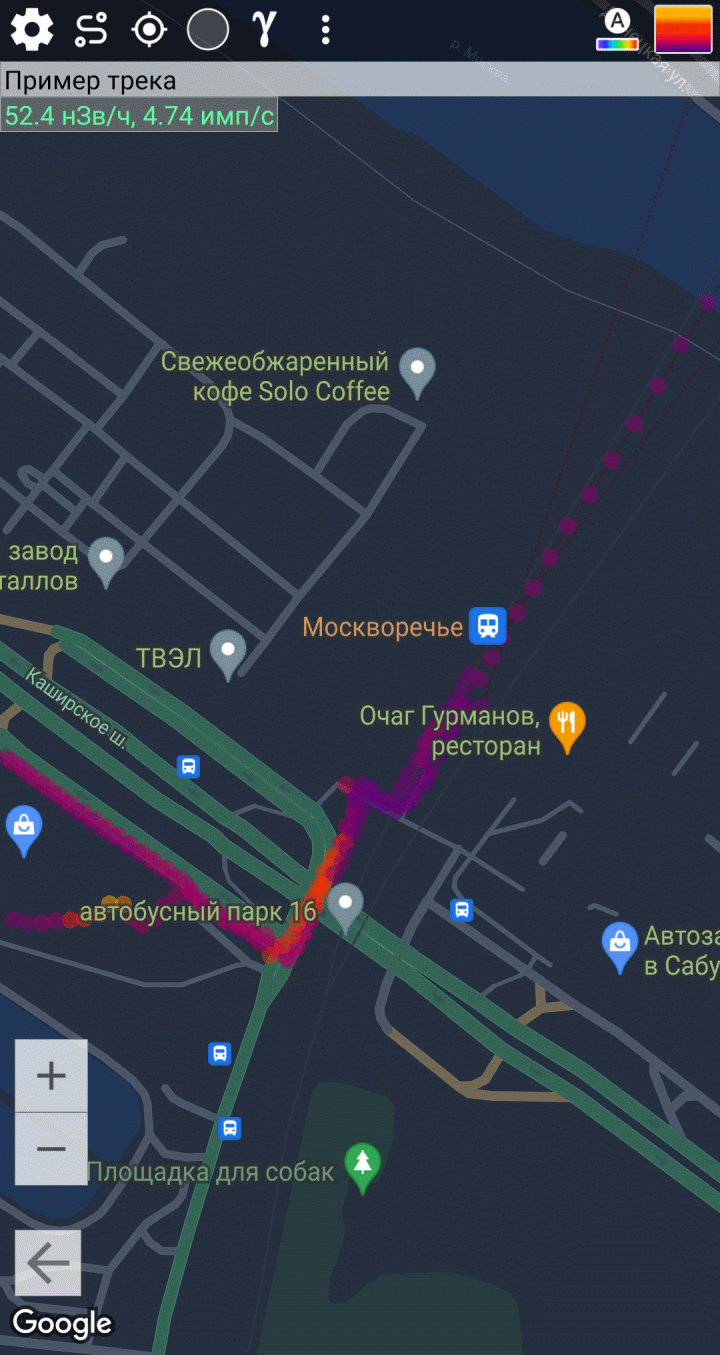 A
р. Москва
Пример трека
52.4 нЗв/ч, 4.74 имп/с
Свежеобжаренный
кофе Solo Coffee
завод
таллов
Москворечье
ТВЭЛ
Каширское ш.
Очаг Гурманов,
ресторан
автобусный парк 16
Автоза
в Сабу
Площадка для собак
Google